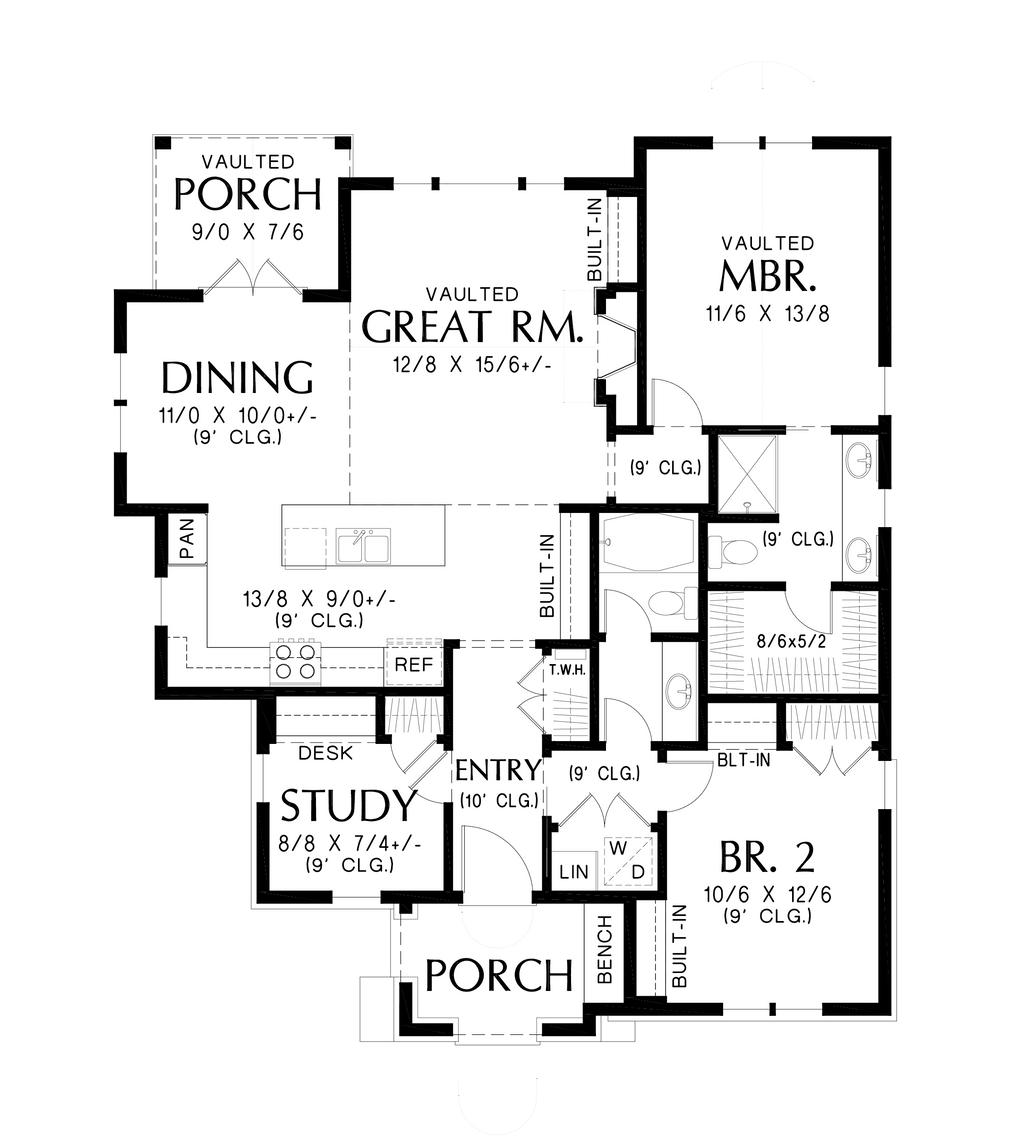 VAULTED
PORCH
9/0 X 7/6
BUILT-IN
VAULTED
MBR.
11/6 X 13/8
VAULTED
GREAT RM.
12/8 X 15/6+/-
DINING
11/0 X 10/0+/-
(9' CLG.)
(9' CLG.)
PAN
(9' CLG.)
BUILT-IN
13/8 X 9/0+/-
(9' CLG.)
8/6x5/2
REF
T.W.H.
DESK
BLT-IN
ENTRY
(10' CLG.)
(9' CLG.)
STUDY
8/8 X 7/4+/-
(9' CLG.)
W
D
LIN
BR. 2
10/6 X 12/6
(9' CLG.)
PORCH
BENCH
BUILT-IN